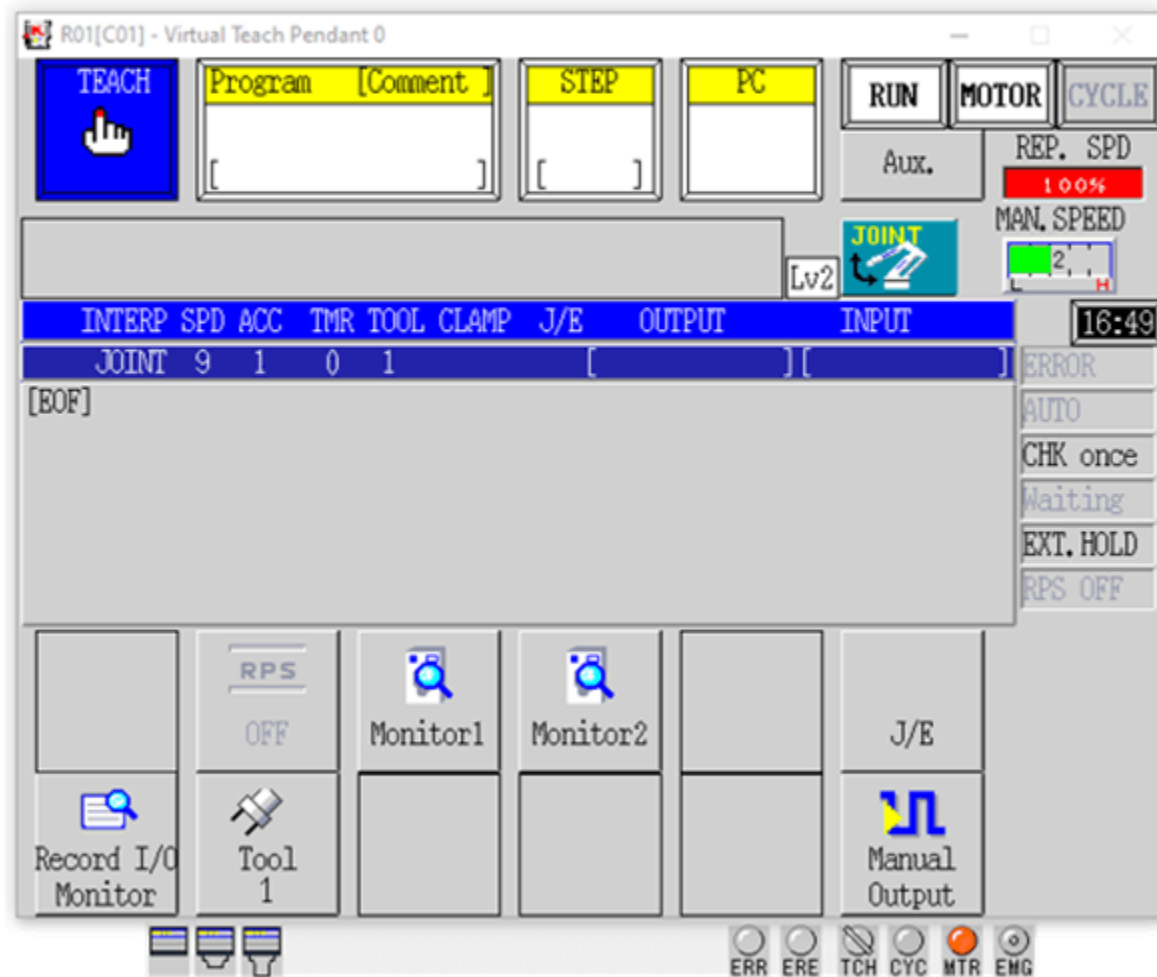 R01[C01] - Virtual Teach Pendant 0
TEACH
Program [Comment ]
[ ]
STEP
[ ]
PC
RUN
MOTOR
CYCLE
Aux.
REP. SPD
100%
MAN.SPEED
2
L H
Lv2
JOINT
INTERP SPD ACC TMR TOOL CLAMP J/E OUTPUT INPUT
16:49
JOINT 9 1 0 1 [ ][ ]
[EOF]
ERROR
AUTO
CHK once
Waiting
EXT.HOLD
RPS OFF
RPS
OFF
Monitor1
Monitor2
J/E
Record I/O
Monitor
Tool
1
Manual
Output
ERR ERE TCH CYC MTR EMG